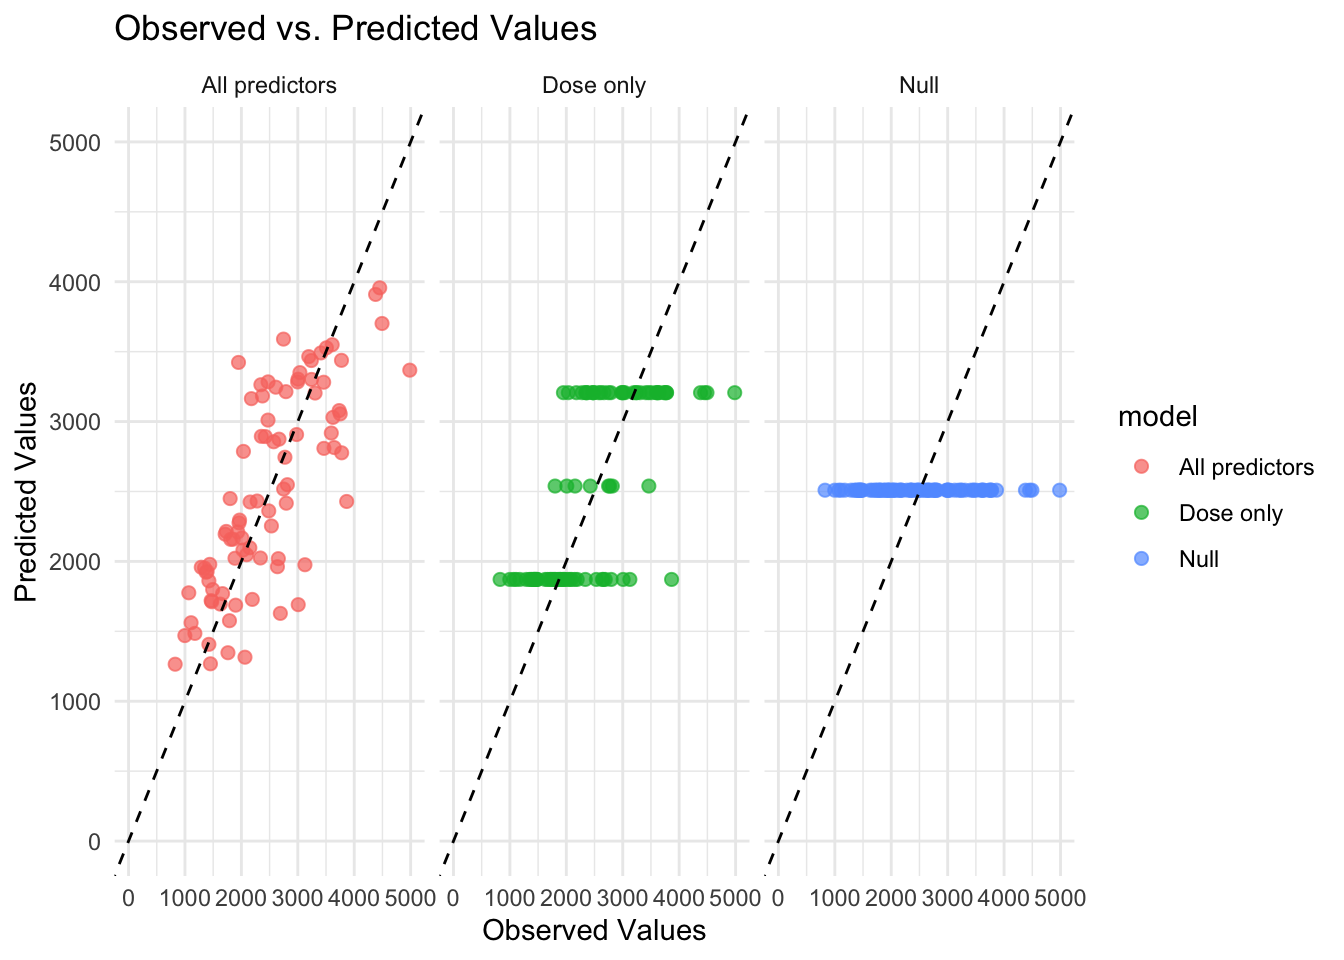 Observed vs. Predicted Values
All predictors
Dose only
Null
Predicted Values
5000
4000
3000
2000
1000
0
0 1000 2000 3000 4000 5000
0 1000 2000 3000 4000 5000
0 1000 2000 3000 4000 5000
Observed Values
model
All predictors
Dose only
Null